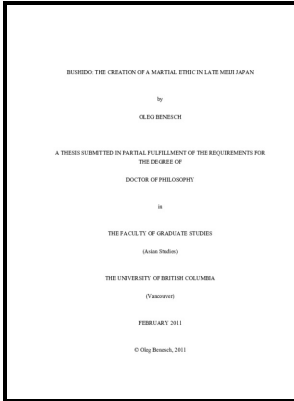 BUSHIDO: THE CREATION OF A MARTIAL ETHIC IN LATE MEIJI JAPAN
by
OLEG BENESCH
A THESIS SUBMITTED IN PARTIAL FULFILLMENT OF THE REQUIREMENTS FOR
THE DEGREE OF
DOCTOR OF PHILOSOPHY
in
THE FACULTY OF GRADUATE STUDIES
(Asian Studies)
THE UNIVERSITY OF BRITISH COLUMBIA
(Vancouver)
FEBRUARY 2011
© Oleg Benesch, 2011